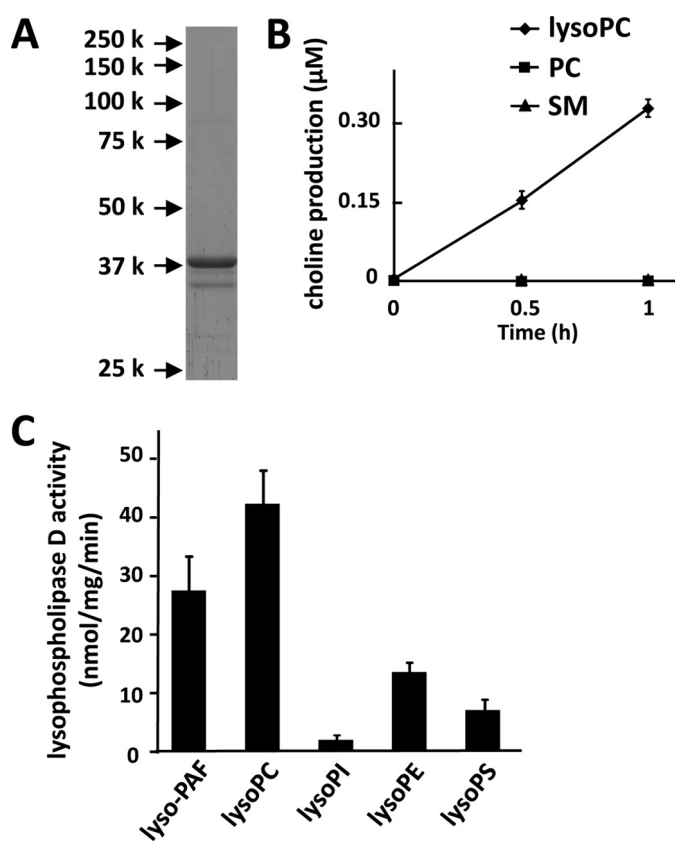 A
250 k
150 k
100 k
75 k
50 k
37 k
25 k
B
lysoPC
PC
SM
choline production (µM)
0.30
0.15
0
0
0.5
1
Time (h)
C
lysophospholipase D activity
(nmol/mg/min)
50
40
30
20
10
0
lyso-PAF
lysoPC
lysoPI
lysoPE
lysoPS